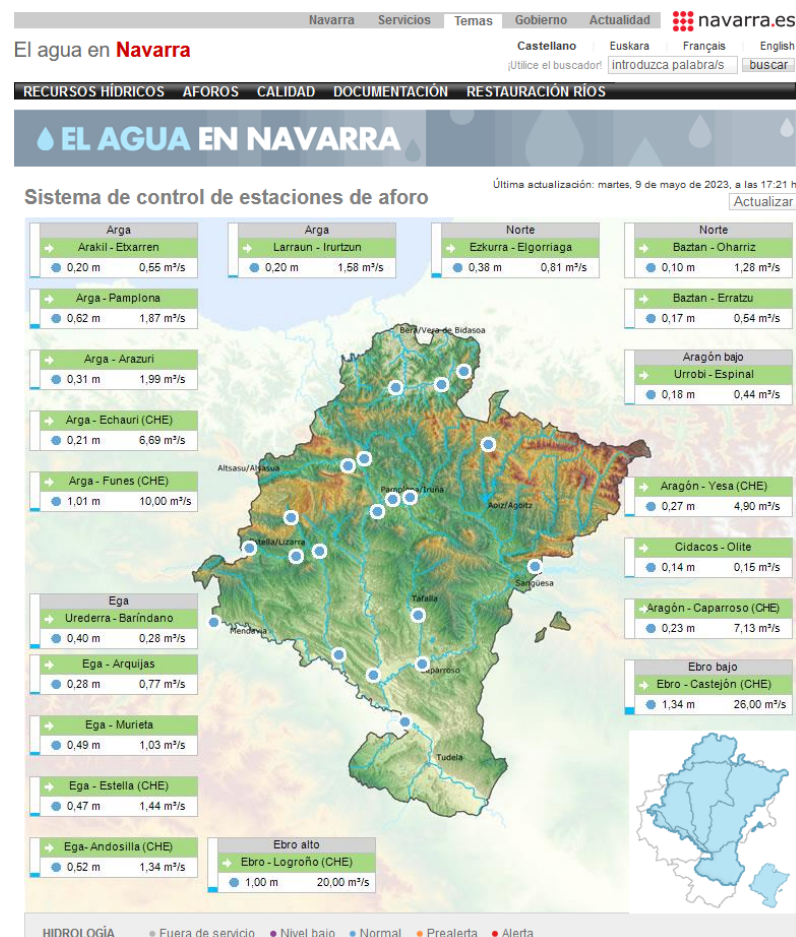 Navarra Servicios Temas Gobierno Actualidad navarra.es
El agua en Navarra
Castellano Euskara Français English
¡Utilice el buscador! introduzca palabra/s buscar
RECURSOS HÍDRICOS AFOROS CALIDAD DOCUMENTACIÓN RESTAURACIÓN RÍOS
EL AGUA EN NAVARRA
Última actualización: martes, 9 de mayo de 2023, a las 17:21 h
Sistema de control de estaciones de aforo
Actualizar
Arga
Arakil - Etxarren
0,20 m 0,55 m³/s
Arga - Pamplona
0,62 m 1,87 m³/s
Arga - Arazuri
0,31 m 1,99 m³/s
Arga - Echauri (CHE)
0,21 m 6,69 m³/s
Arga - Funes (CHE)
1,01 m 10,00 m³/s
Arga
Larraun - Irurtzun
0,20 m 1,58 m³/s
Norte
Ezkurra - Elgorriaga
0,38 m 0,81 m³/s
Norte
Baztan - Oharriz
0,10 m 1,28 m³/s
Baztan - Erratzu
0,17 m 0,54 m³/s
Aragón bajo
Urrobi - Espinal
0,18 m 0,44 m³/s
Aragón - Yesa (CHE)
0,27 m 4,90 m³/s
Cidacos - Olite
0,14 m 0,15 m³/s
Aragón - Caparroso (CHE)
0,23 m 7,13 m³/s
Ebro bajo
Ebro - Castejón (CHE)
1,34 m 26,00 m³/s
Bera/Vera de Bidasoa
Altsasu/Alsasua
Pamplona/Iruña
Aoiz/Agoitz
Estella/Lizarra
Sangüesa
Tafalla
Mendavia
Caparroso
Tudela
Ega
Urederra - Baríndano
0,40 m 0,28 m³/s
Ega - Arquijas
0,28 m 0,77 m³/s
Ega - Murieta
0,49 m 1,03 m³/s
Ega - Estella (CHE)
0,47 m 1,44 m³/s
Ega- Andosilla (CHE)
0,52 m 1,34 m³/s
Ebro alto
Ebro - Logroño (CHE)
1,00 m 20,00 m³/s
HIDROLOGÍA Fuera de servicio Nivel bajo Normal Prealerta Alerta